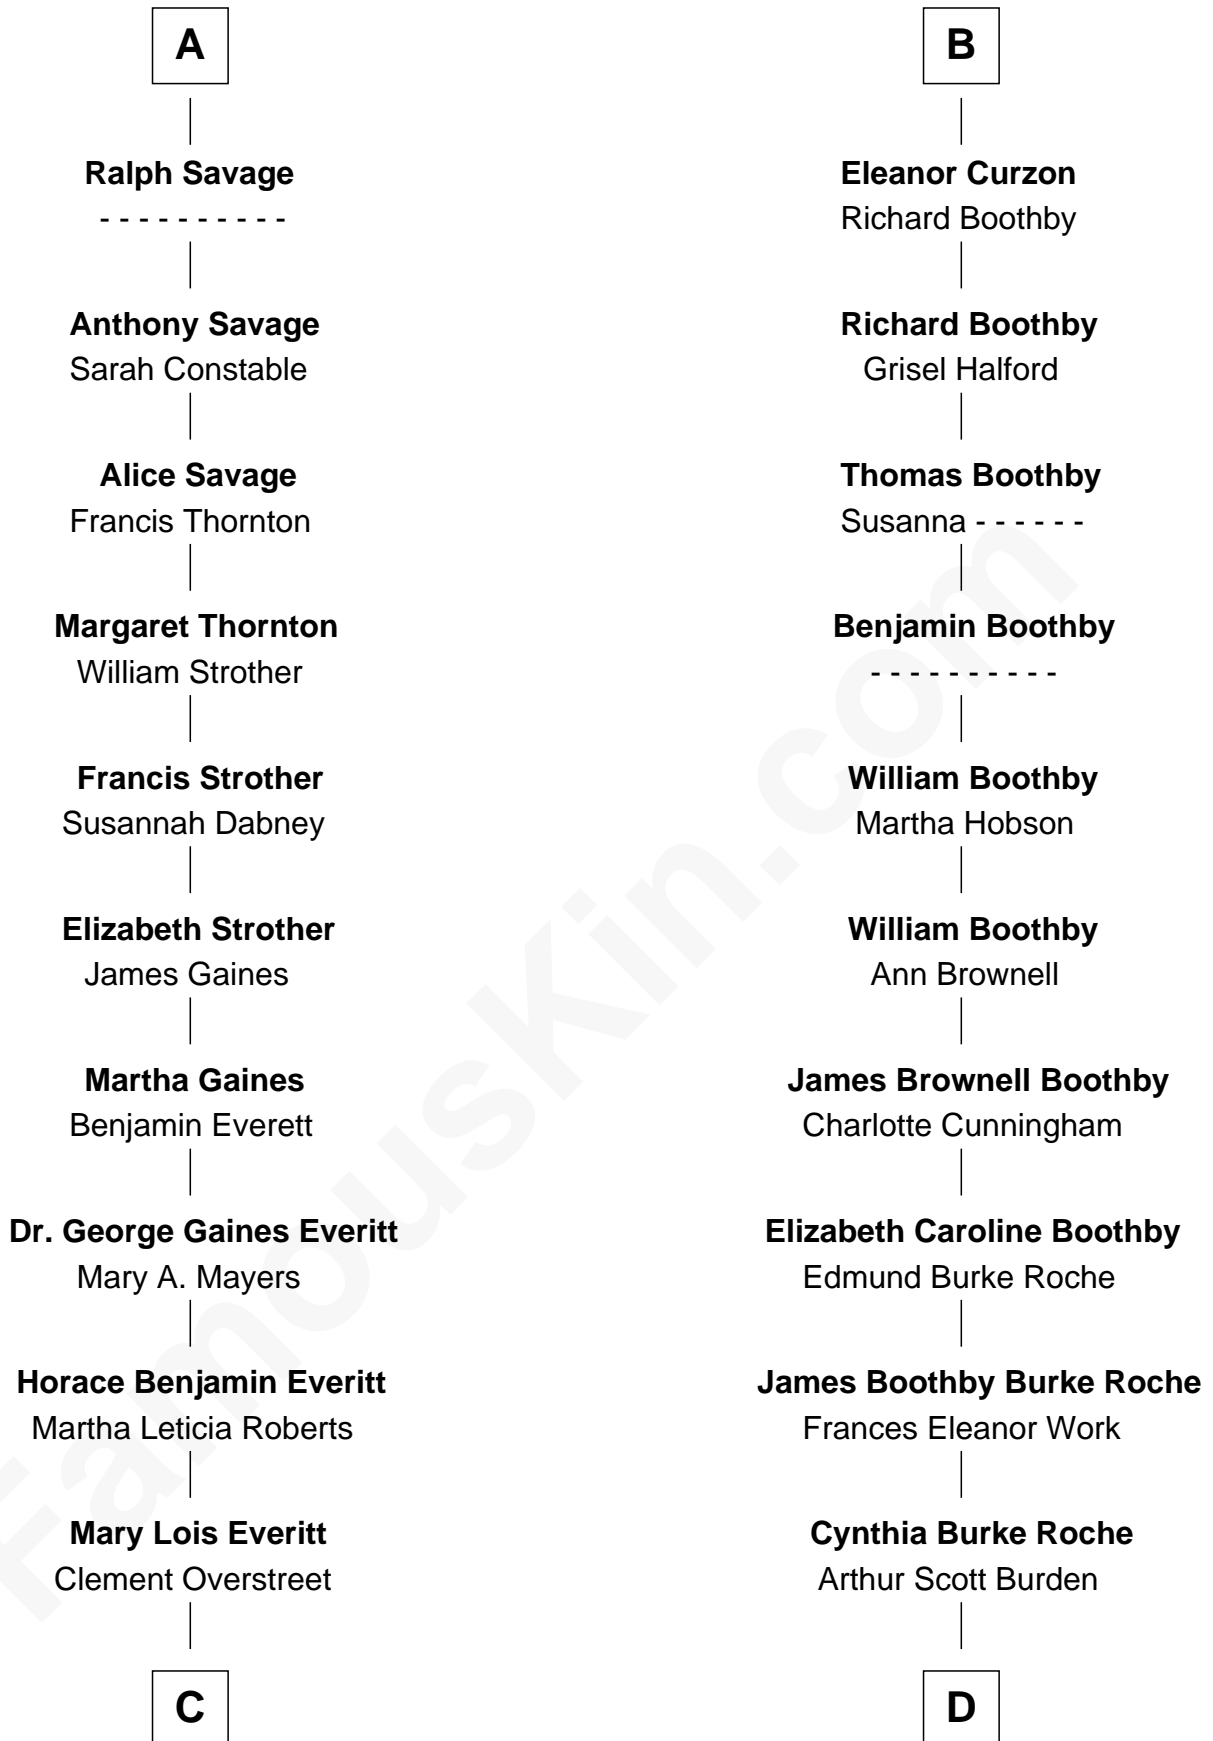 A
Ralph Savage
- - - - - - - - - -
Anthony Savage
Sarah Constable
Alice Savage
Francis Thornton
Margaret Thornton
William Strother
Francis Strother
Susannah Dabney
Elizabeth Strother
James Gaines
Martha Gaines
Benjamin Everett
Dr. George Gaines Everitt
Mary A. Mayers
Horace Benjamin Everitt
Martha Leticia Roberts
Mary Lois Everitt
Clement Overstreet
C
B
Eleanor Curzon
Richard Boothby
Richard Boothby
Grisel Halford
Thomas Boothby
Susanna - - - - - -
Benjamin Boothby
- - - - - - - - - -
William Boothby
Martha Hobson
William Boothby
Ann Brownell
James Brownell Boothby
Charlotte Cunningham
Elizabeth Caroline Boothby
Edmund Burke Roche
James Boothby Burke Roche
Frances Eleanor Work
Cynthia Burke Roche
Arthur Scott Burden
D
FamousKin.com